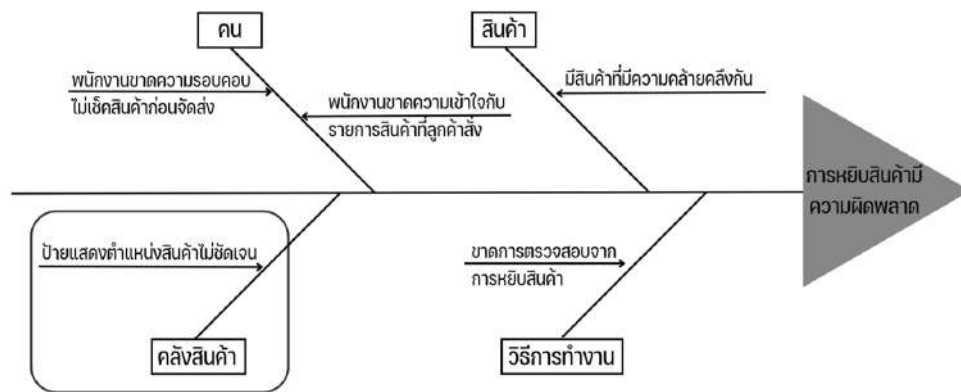 คน
สินค้า
พนักงานขาดความรอบคอบ
ไม่เช็คสินค้าก่อนจัดส่ง
พนักงานขาดความเข้าใจกับ
รายการสินค้าที่ลูกค้าสั่ง
มีสินค้าที่มีความคล้ายคลึงกัน
การหยิบสินค้ามี
ความผิดพลาด
ป้ายแสดงตำแหน่งสินค้าไม่ชัดเจน
ขาดการตรวจสอบจาก
การหยิบสินค้า
คลังสินค้า
วิธีการทำงาน